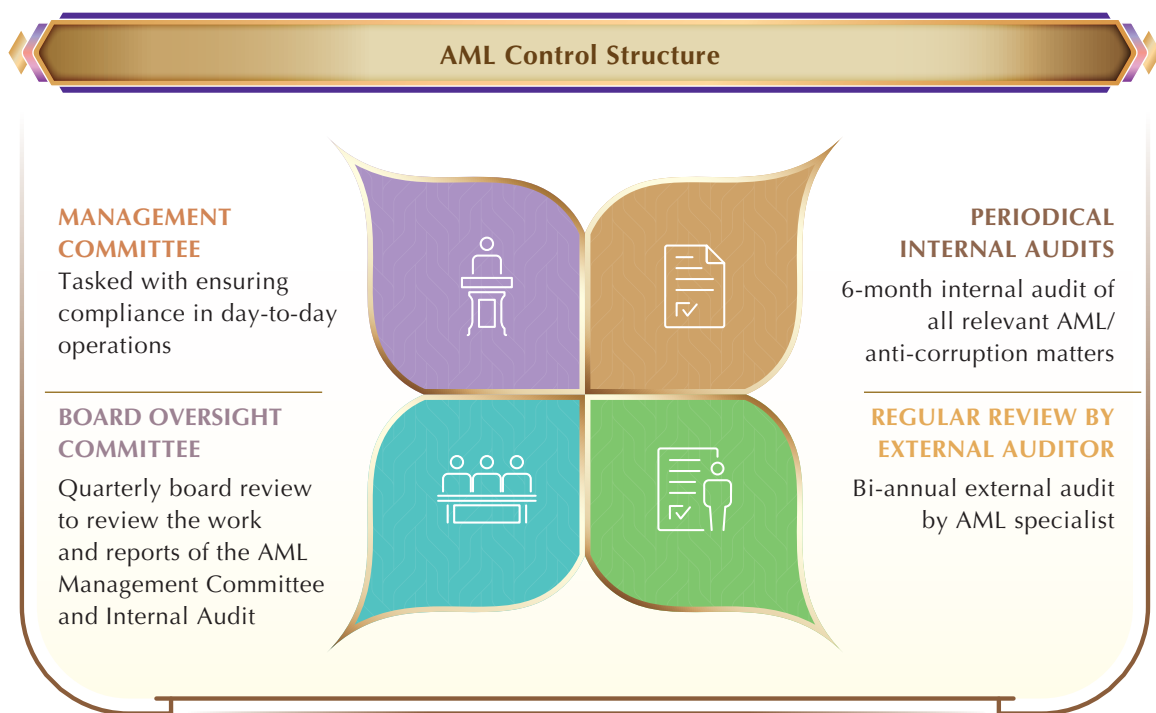 AML Control Structure
MANAGEMENT
COMMITTEE
Tasked with ensuring
compliance in day-to-day
operations
BOARD OVERSIGHT
COMMITTEE
Quarterly board review
to review the work
and reports of the AML
Management Committee
and Internal Audit
PERIODICAL
INTERNAL AUDITS
6-month internal audit of
all relevant AML/
anti-corruption matters
REGULAR REVIEW BY
EXTERNAL AUDITOR
Bi-annual external audit
by AML specialist